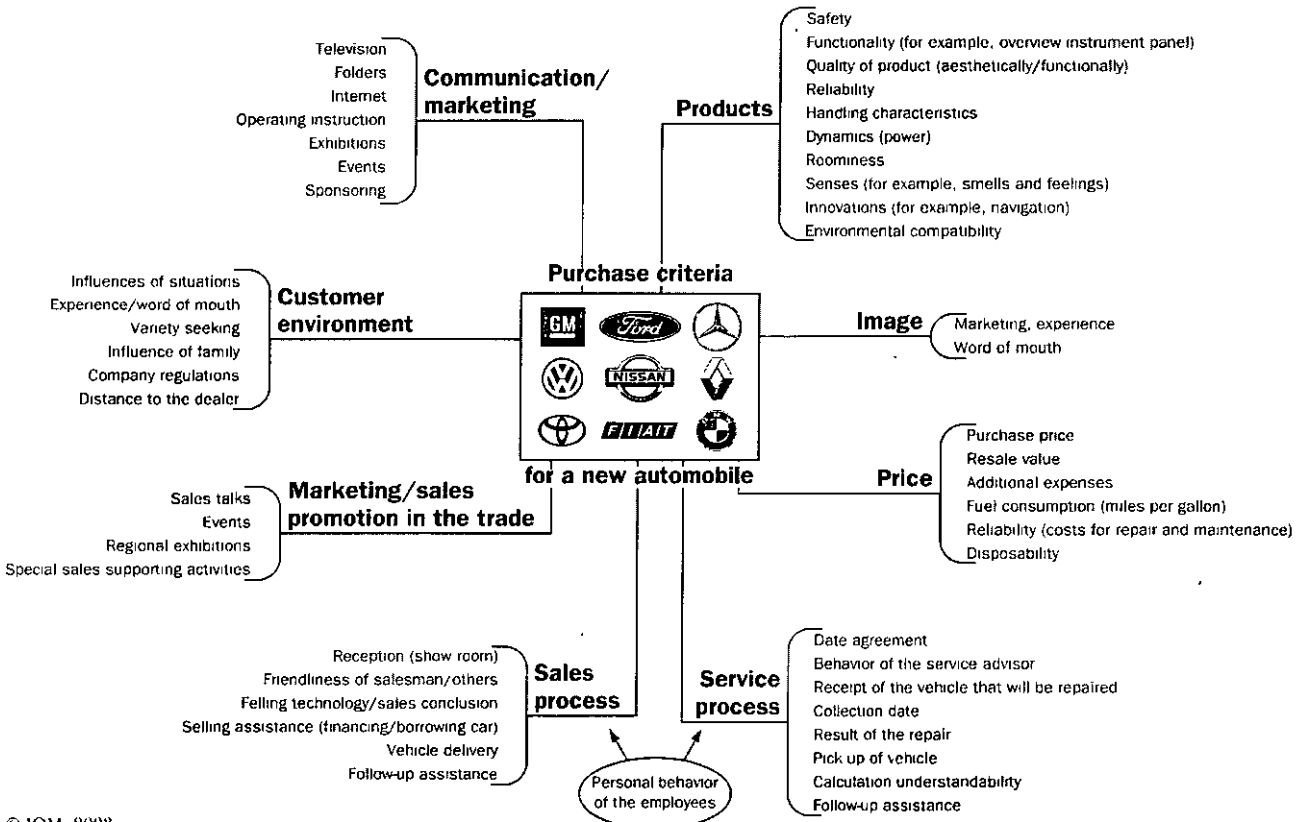 Television
Folders
Internet
Operating instruction
Exhibitions
Events
Sponsoring
Communication/
marketing
Products
Safety
Functionality (for example, overview instrument panel)
Quality of product (aesthetically/functionally)
Reliability
Handling characteristics
Dynamics (power)
Roominess
Senses (for example, smells and feelings)
Innovations (for example, navigation)
Environmental compatibility
Influences of situations
Experience/word of mouth
Variety seeking
Influence of family
Company regulations
Distance to the dealer
Customer
environment
Purchase criteria
GM
Ford
NISSAN
FIAT
for a new automobile
Image
Marketing, experience
Word of mouth
Price
Purchase price
Resale value
Additional expenses
Fuel consumption (miles per gallon)
Reliability (costs for repair and maintenance)
Disposability
Sales talks
Events
Regional exhibitions
Special sales supporting activities
Marketing/sales
promotion in the trade
Reception (show room)
Friendliness of salesman/others
Felling technology/sales conclusion
Selling assistance (financing/borrowing car)
Vehicle delivery
Follow-up assistance
Sales
process
Service
process
Date agreement
Behavior of the service advisor
Receipt of the vehicle that will be repaired
Collection date
Result of the repair
Pick up of vehicle
Calculation understandability
Follow-up assistance
Personal behavior
of the employees